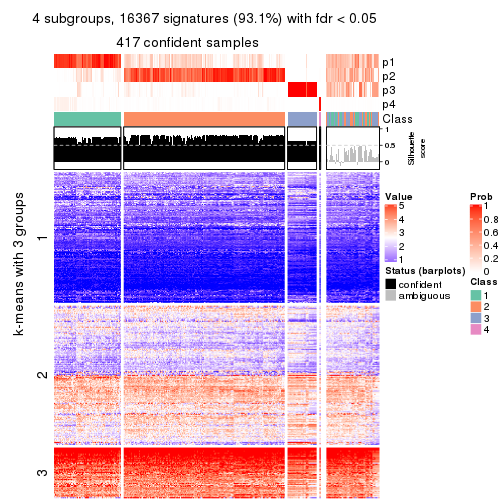 4 subgroups, 16367 signatures (93.1%) with fdr < 0.05
417 confident samples
p1
p2
p3
p4
Class
1
0.5
0
Silhouette
score
k-means with 3 groups
1
2
3
Value
5
4
3
2
1
Status (barplots)
confident
ambiguous
Prob
1
0.8
0.6
0.4
0.2
0
Class
1
2
3
4